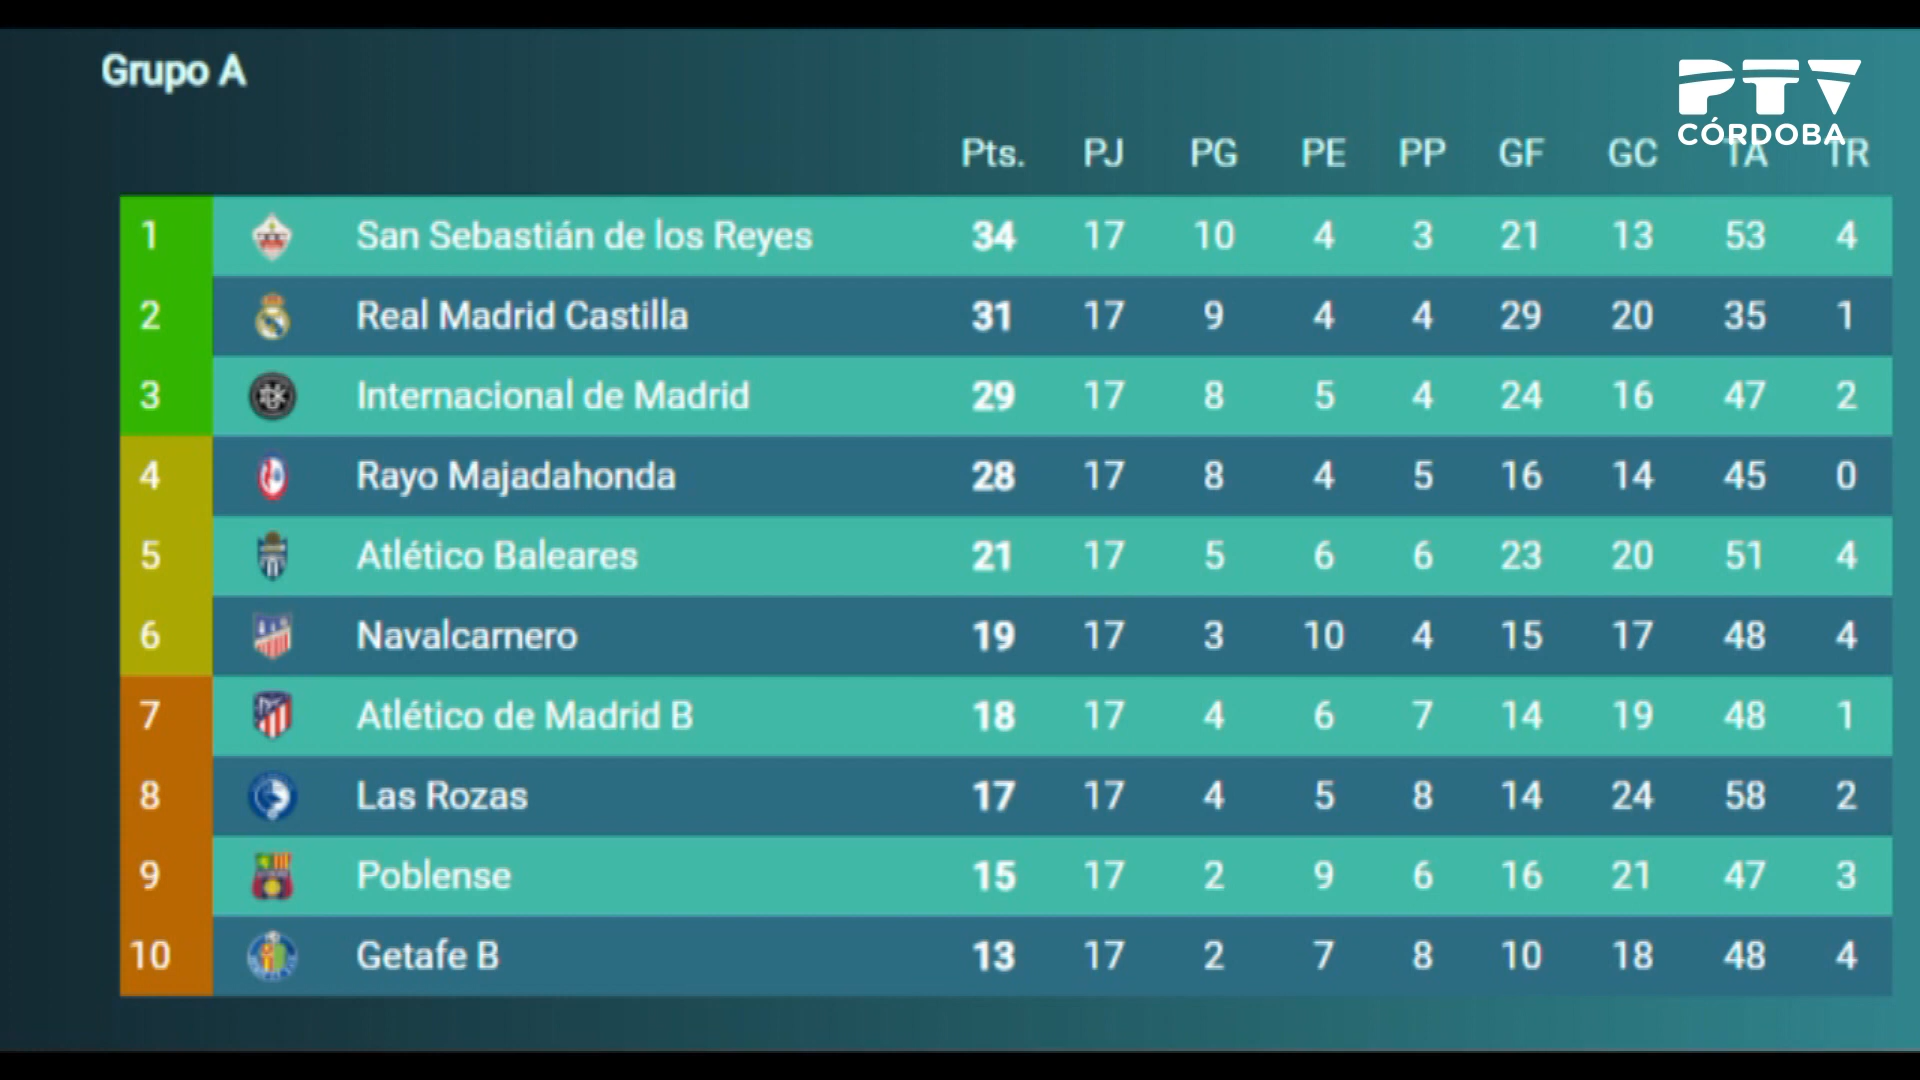 Grupo A
PTV
CÓRDOBA
Pts. PJ PG PE PP GF GC TA TR
1 San Sebastián de los Reyes 34 17 10 4 3 21 13 53 4
2 Real Madrid Castilla 31 17 9 4 4 29 20 35 1
3 Internacional de Madrid 29 17 8 5 4 24 16 47 2
4 Rayo Majadahonda 28 17 8 4 5 16 14 45 0
5 Atlético Baleares 21 17 5 6 6 23 20 51 4
6 Navalcarnero 19 17 3 10 4 15 17 48 4
7 Atlético de Madrid B 18 17 4 6 7 14 19 48 1
8 Las Rozas 17 17 4 5 8 14 24 58 2
9 Poblense 15 17 2 9 6 16 21 47 3
10 Getafe B 13 17 2 7 8 10 18 48 4